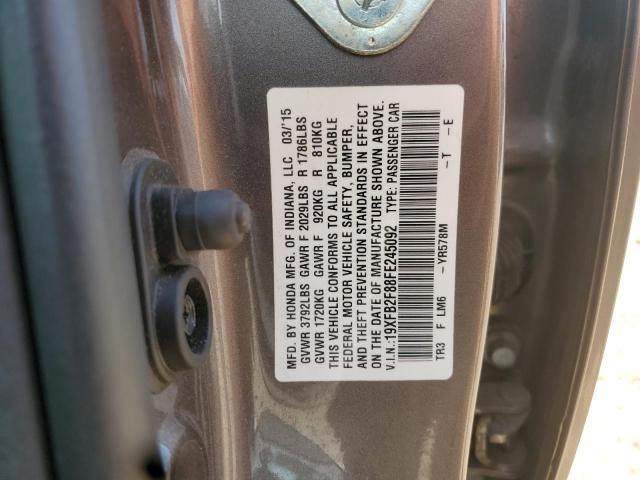 MFD. BY HONDA MFG. OF INDIANA, LLC 03/'15
GVWR 3792LBS GAWR F 2029LBS R 1786LBS
GVWR 1720KG GAWR F 920KG R 810KG
THIS VEHICLE CONFORMS TO ALL APPLICABLE
FEDERAL MOTOR VEHICLE SAFETY, BUMPER,
AND THEFT PREVENTION STANDARDS IN EFFECT
ON THE DATE OF MANUFACTURE SHOWN ABOVE.
V.I.N.:19XFB2F88FE245092 TYPE: PASSENGER CAR
TR3 F LM6 -YR578M -T -E